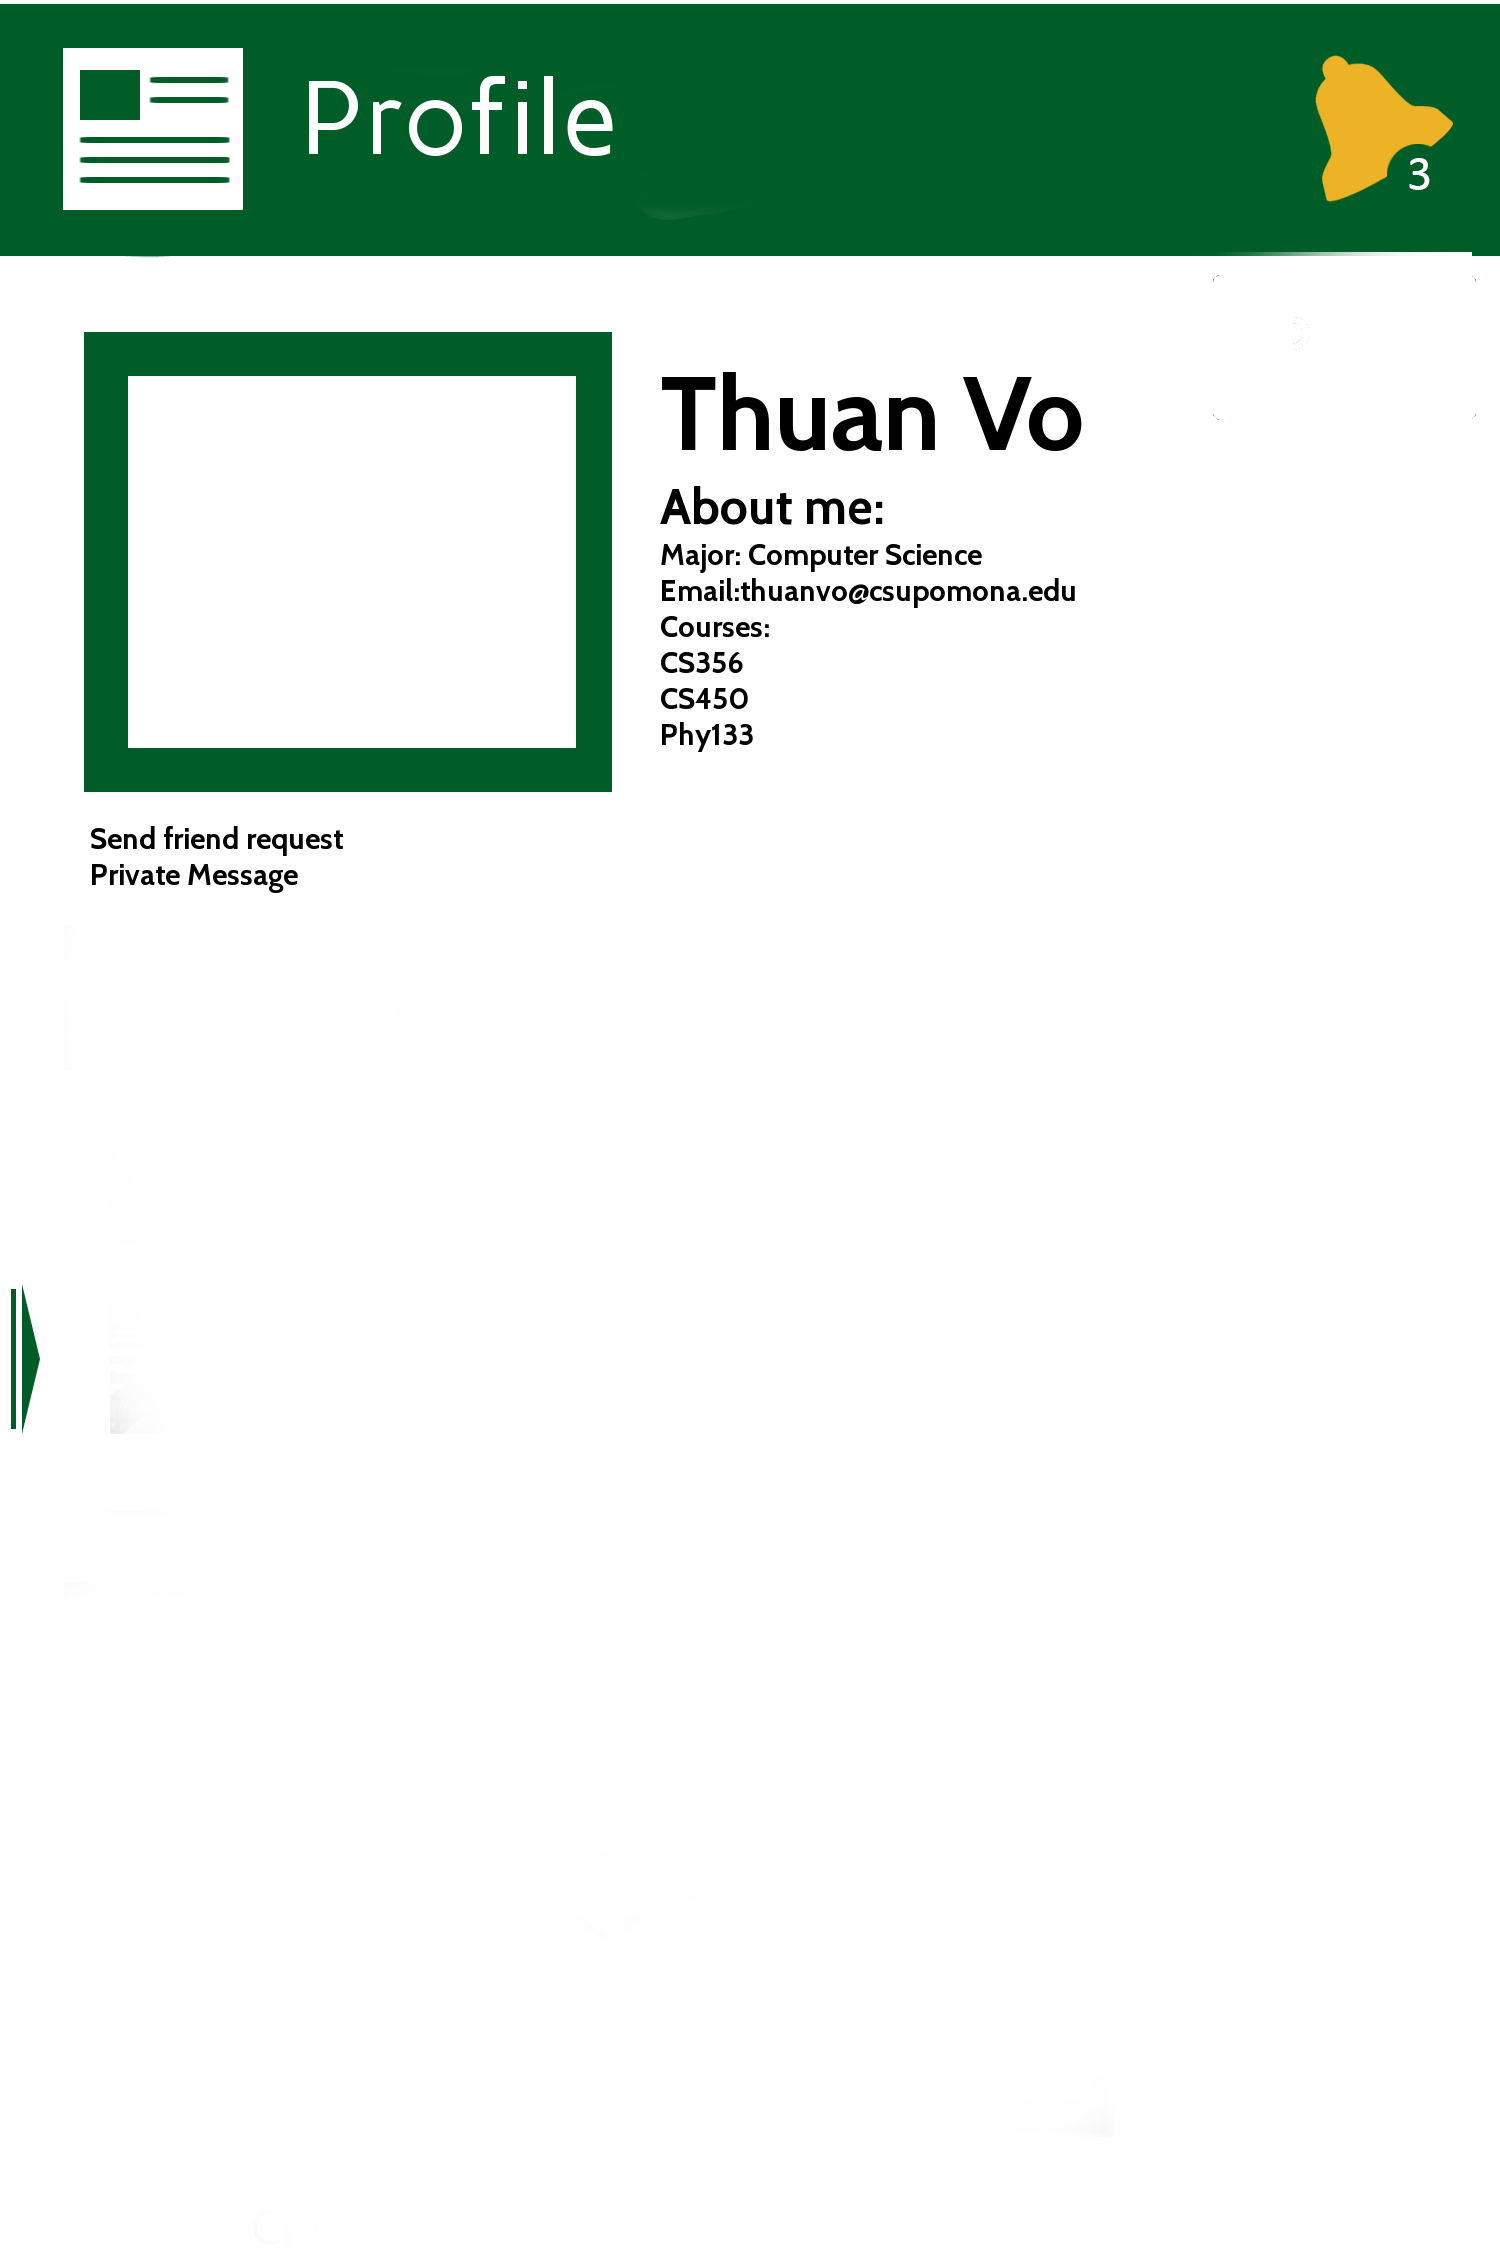 Profile
3
Thuan Vo
About me:
Major: Computer Science
Email:thuanvo@csupomona.edu
Courses:
CS356
CS450
Phy133
Send friend request
Private Message